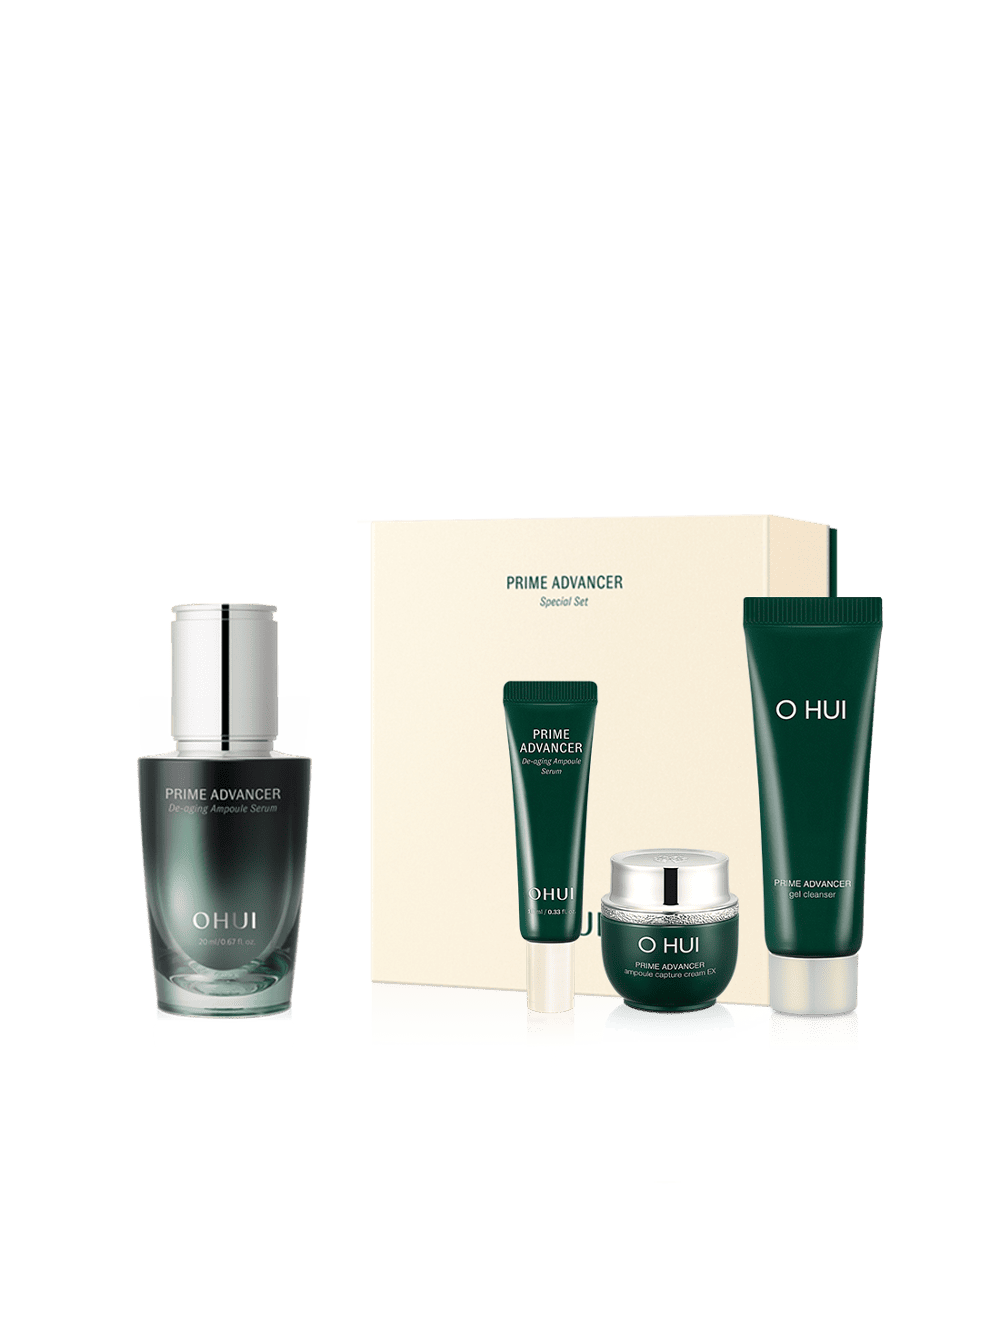 PRIME ADVANCER
De-aging Ampoule Serum
OHUI
20 ml / 0.67 fl. oz.
PRIME ADVANCER
Special Set
PRIME
ADVANCER
De-aging Ampoule
Serum
OHUI
ml / 0.33 fl. oz.
UI
O HUI
PRIME ADVANCER
ampoule capture cream EX
O HUI
PRIME ADVANCER
gel cleanser